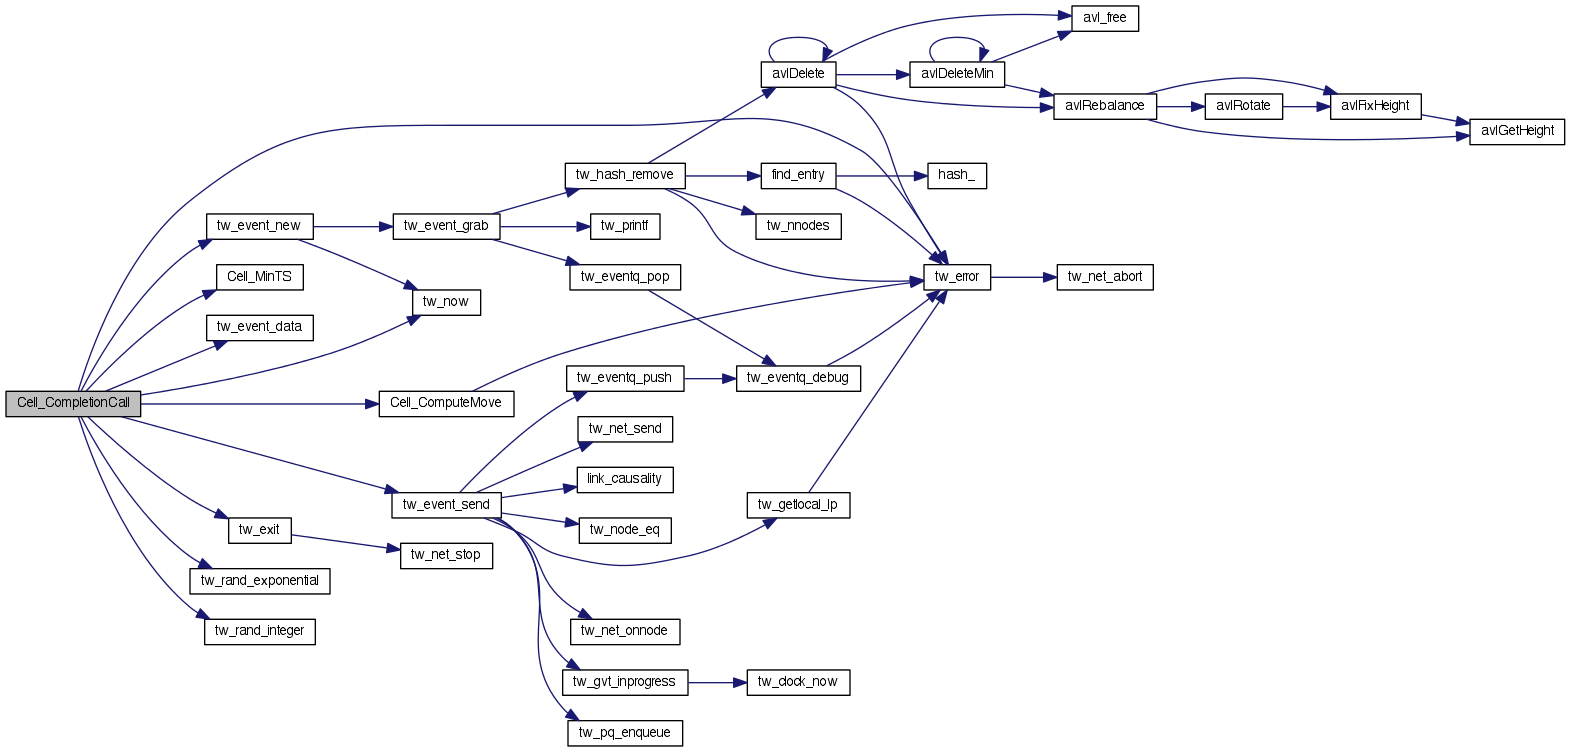 avl_free
avlDelete
avlDeleteMin
avlRebalance
avlRotate
avlFixHeight
avlGetHeight
tw_hash_remove
find_entry
hash_
tw_event_new
tw_event_grab
tw_printf
tw_nnodes
Cell_MinTS
tw_eventq_pop
tw_error
tw_net_abort
tw_now
tw_event_data
tw_eventq_push
tw_eventq_debug
Cell_CompletionCall
Cell_ComputeMove
tw_net_send
link_causality
tw_event_send
tw_getlocal_lp
tw_exit
tw_node_eq
tw_net_stop
tw_rand_exponential
tw_rand_integer
tw_net_onnode
tw_gvt_inprogress
tw_clock_now
tw_pq_enqueue